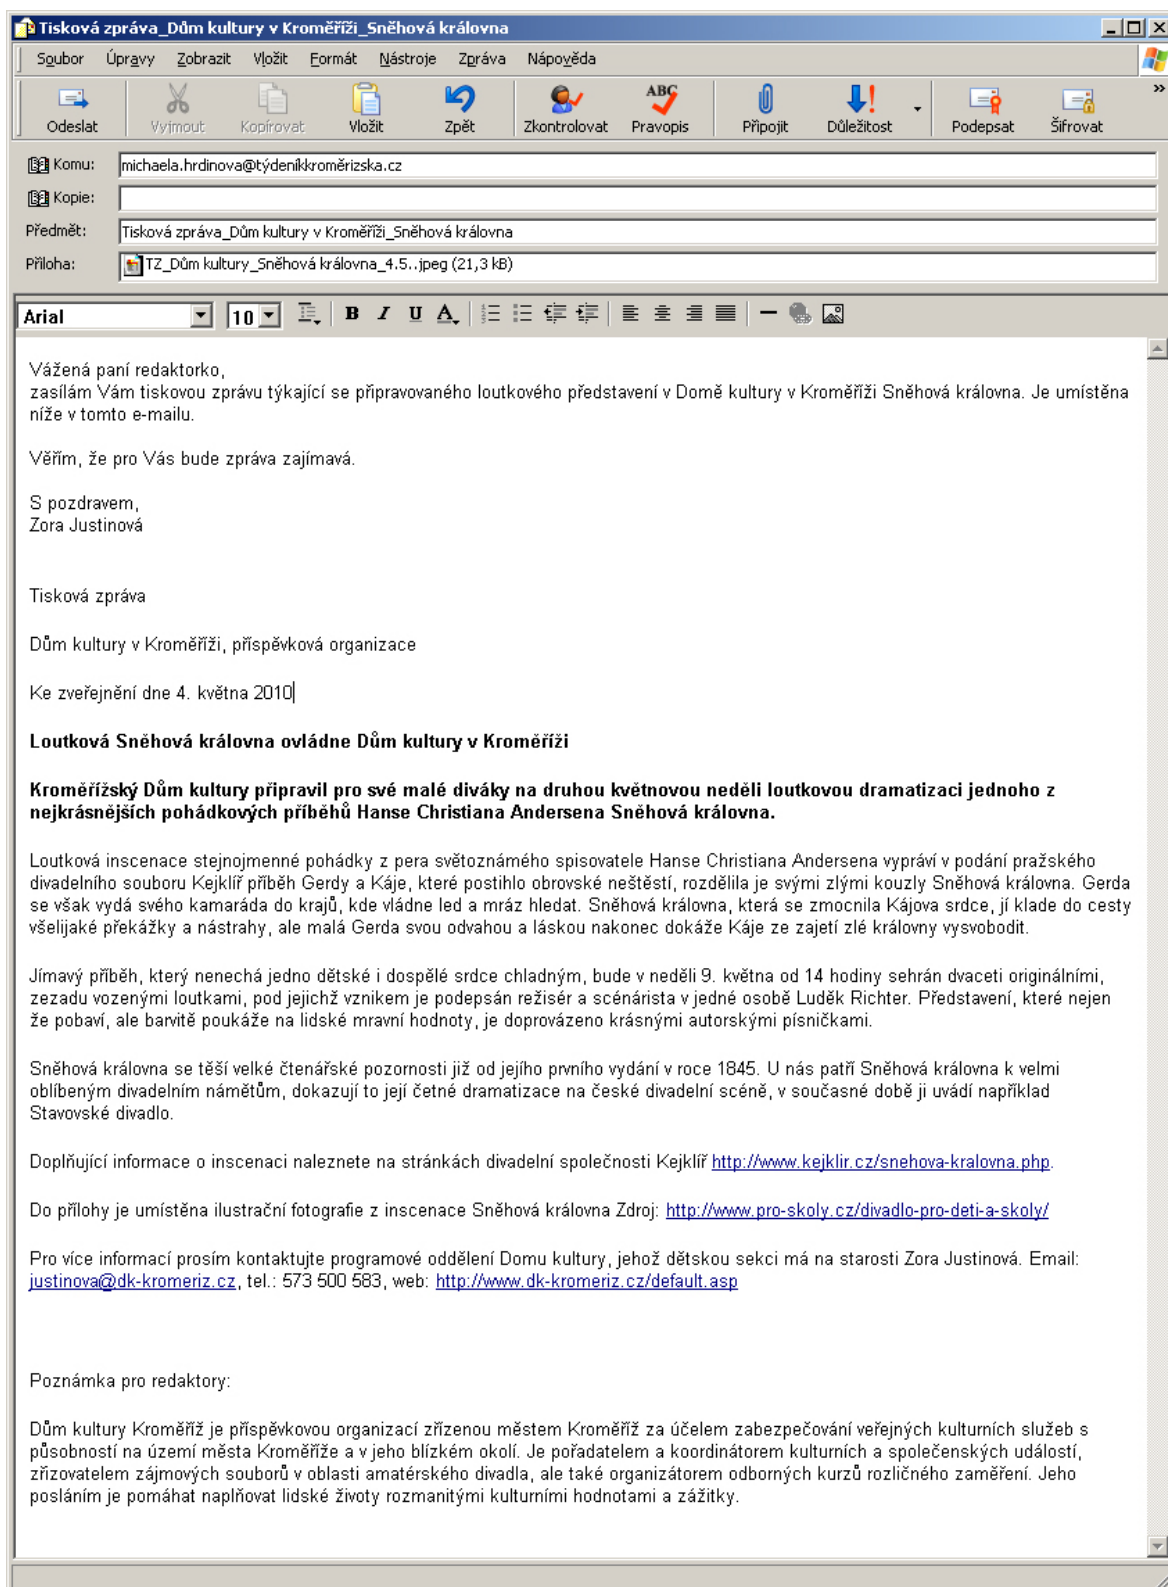 Tisková zpráva_Dům kultury v Kroměříži_Sněhová královna
Soubor Úpravy Zobrazit Vložit Formát Nástroje Zpráva Nápověda
Odeslat Vyjmout Kopírovat Vložit Zpět Zkontrolovat ABC Pravopis Připojit Důležitost Podepsat Šifrovat »
Komu: michaela.hrdinova@týdeníkkroměrizska.cz
Kopie:
Předmět: Tisková zpráva_Dům kultury v Kroměříži_Sněhová královna
Příloha: TZ_Dům kultury_Sněhová královna_4.5..jpeg (21,3 kB)
Arial 10 B I U A
Vážená paní redaktorko,
zasílám Vám tiskovou zprávu týkající se připravovaného loutkového představení v Domě kultury v Kroměříži Sněhová královna. Je umístěna
níže v tomto e-mailu.
Věřím, že pro Vás bude zpráva zajímavá.
S pozdravem,
Zora Justinová
Tisková zpráva
Dům kultury v Kroměříži, příspěvková organizace
Ke zveřejnění dne 4. května 2010
Loutková Sněhová královna ovládne Dům kultury v Kroměříži
Kroměřížský Dům kultury připravil pro své malé diváky na druhou květnovou neděli loutkovou dramatizaci jednoho z
nejkrásnějších pohádkových příběhů Hanse Christiana Andersena Sněhová královna.
Loutková inscenace stejnojmenné pohádky z pera světoznámého spisovatele Hanse Christiana Andersena vypráví v podání pražského
divadelního souboru Kejklíř příběh Gerdy a Káje, které postihlo obrovské neštěstí, rozdělila je svými zlými kouzly Sněhová královna. Gerda
se však vydá svého kamaráda do krajů, kde vládne led a mráz hledat. Sněhová královna, která se zmocnila Kájova srdce, jí klade do cesty
všelijaké překážky a nástrahy, ale malá Gerda svou odvahou a láskou nakonec dokáže Káje ze zajetí zlé královny vysvobodit.
Jímavý příběh, který nenechá jedno dětské i dospělé srdce chladným, bude v neděli 9. května od 14 hodiny sehrán dvaceti originálními,
zezadu vozenými loutkami, pod jejichž vznikem je podepsán režisér a scénárista v jedné osobě Luděk Richter. Představení, které nejen
že pobaví, ale barvitě poukáže na lidské mravní hodnoty, je doprovázeno krásnými autorskými písničkami.
Sněhová královna se těší velké čtenářské pozornosti již od jejího prvního vydání v roce 1845. U nás patří Sněhová královna k velmi
oblíbeným divadelním námětům, dokazují to její četné dramatizace na české divadelní scéně, v současné době ji uvádí například
Stavovské divadlo.
Doplňující informace o inscenaci naleznete na stránkách divadelní společnosti Kejklíř http://www.kejklir.cz/snehova-kralovna.php.
Do přílohy je umístěna ilustrační fotografie z inscenace Sněhová královna Zdroj: http://www.pro-skoly.cz/divadlo-pro-deti-a-skoly/
Pro více informací prosím kontaktujte programové oddělení Domu kultury, jehož dětskou sekci má na starosti Zora Justinová. Email:
justinova@dk-kromeriz.cz, tel.: 573 500 583, web: http://www.dk-kromeriz.cz/default.asp
Poznámka pro redaktory:
Dům kultury Kroměříž je příspěvkovou organizací zřízenou městem Kroměříž za účelem zabezpečování veřejných kulturních služeb s
působností na území města Kroměříže a v jeho blízkém okolí. Je pořadatelem a koordinátorem kulturních a společenských událostí,
zřizovatelem zájmových souborů v oblasti amatérského divadla, ale také organizátorem odborných kurzů rozličného zaměření. Jeho
posláním je pomáhat naplňovat lidské životy rozmanitými kulturními hodnotami a zážitky.